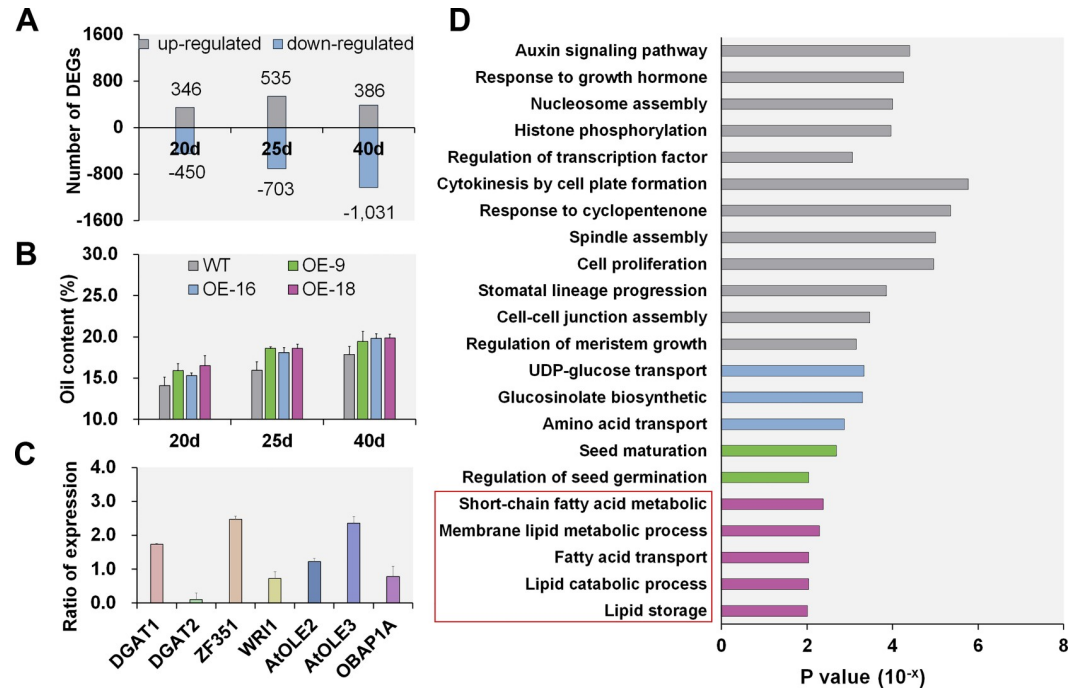 A
1600
800
0
-800
-1600
Number of DEGs
up-regulated down-regulated
346 535 386
20d 25d 40d
-450 -703 -1,031
B
30.0
25.0
20.0
15.0
10.0
Oil content (%)
WT OE-9
OE-16 OE-18
20d 25d 40d
C
4.0
3.0
2.0
1.0
0.0
Ratio of expression
DGAT1 DGAT2 ZF351 WRI1 AtOLE2 AtOLE3 OBAP1A
D
Auxin signaling pathway
Response to growth hormone
Nucleosome assembly
Histone phosphorylation
Regulation of transcription factor
Cytokinesis by cell plate formation
Response to cyclopentenone
Spindle assembly
Cell proliferation
Stomatal lineage progression
Cell-cell junction assembly
Regulation of meristem growth
UDP-glucose transport
Glucosinolate biosynthetic
Amino acid transport
Seed maturation
Regulation of seed germination
Short-chain fatty acid metabolic
Membrane lipid metabolic process
Fatty acid transport
Lipid catabolic process
Lipid storage
0 2 4 6 8
P value (10-x)